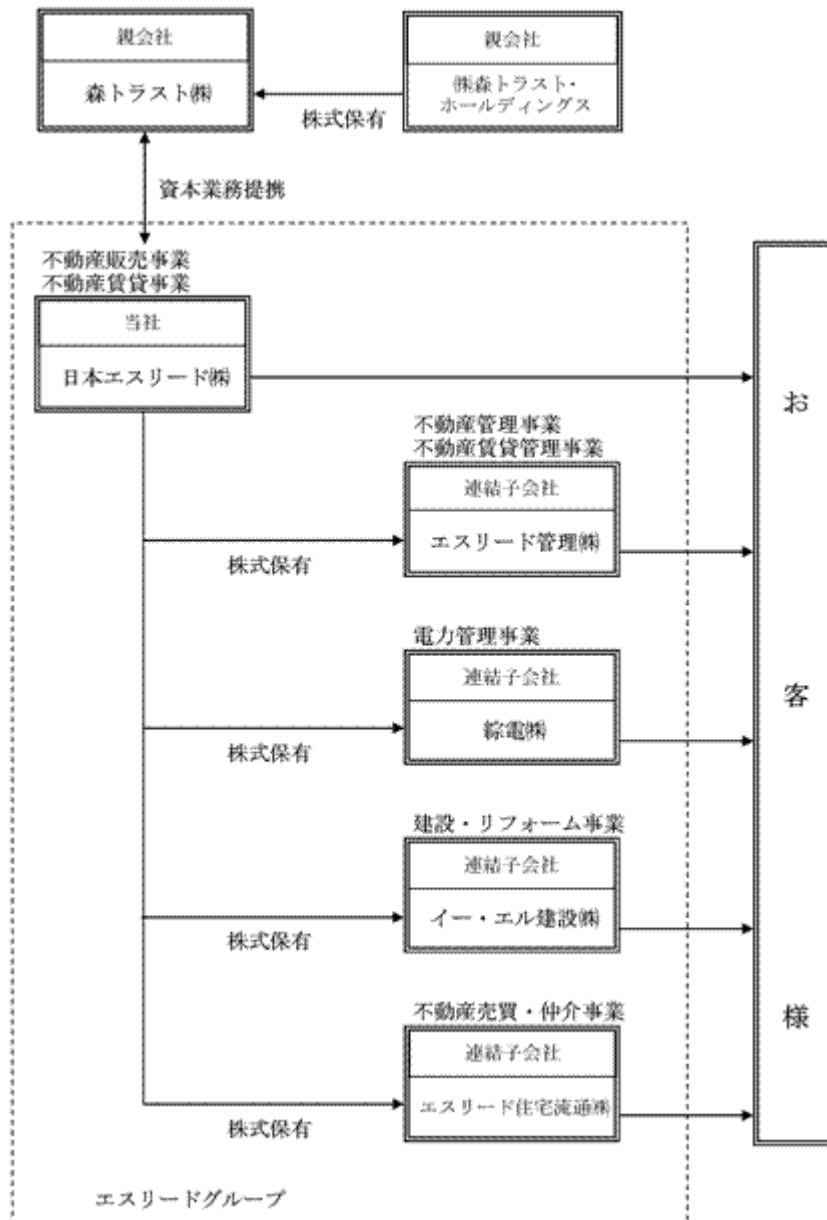 親会社
森トラスト㈱
親会社
㈱森トラスト・
ホールディングス
株式保有
資本業務提携
不動産販売事業
不動産賃貸事業
当社
日本エスリード㈱
不動産管理事業
不動産賃貸管理事業
連結子会社
エスリード管理㈱
株式保有
電力管理事業
連結子会社
綜電㈱
株式保有
建設・リフォーム事業
連結子会社
イー・エル建設㈱
株式保有
不動産売買・仲介事業
連結子会社
エスリード住宅流通㈱
株式保有
エスリードグループ
お客様